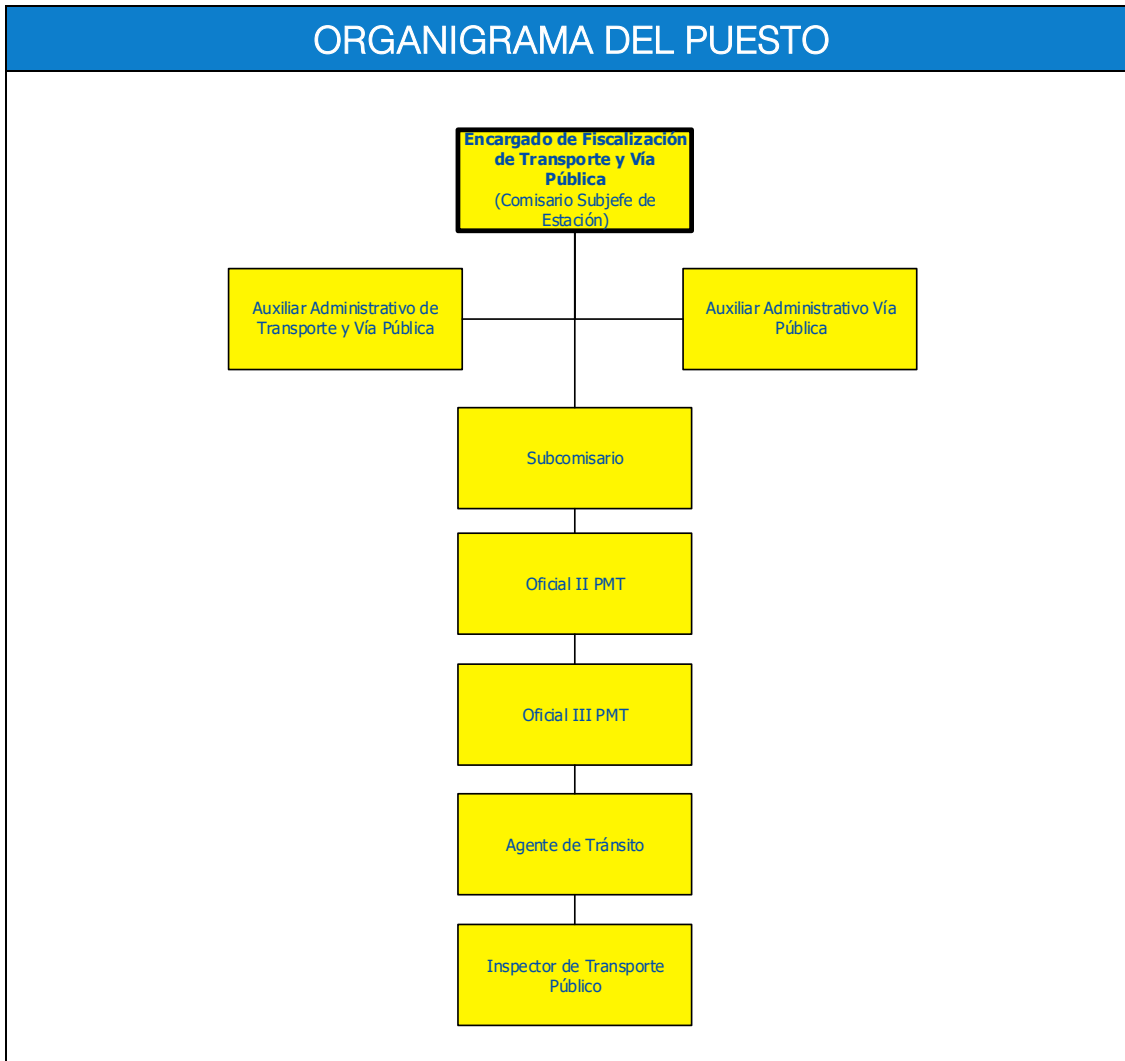 ORGANIGRAMA DEL PUESTO
Encargado de Fiscalización
de Transporte y Vía
Pública
(Comisario Subjefe de
Estación)
Auxiliar Administrativo de
Transporte y Vía Pública
Auxiliar Administrativo Vía
Pública
Subcomisario
Oficial II PMT
Oficial III PMT
Agente de Tránsito
Inspector de Transporte
Público